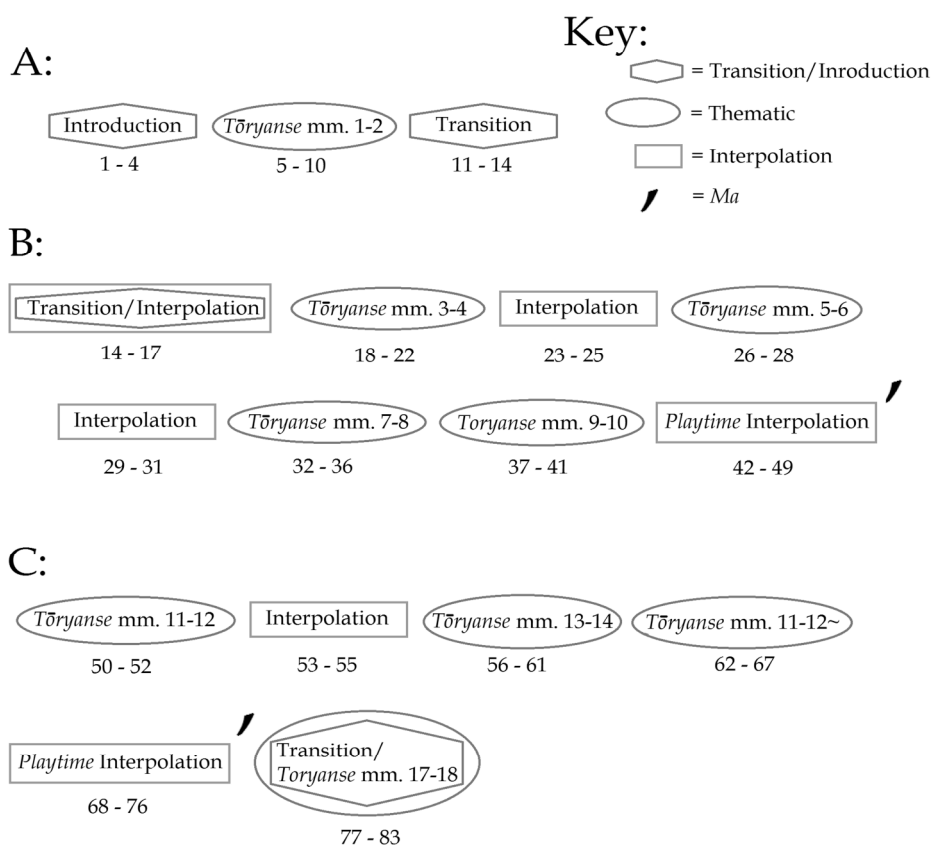 Key:
= Transition/Inroduction
= Thematic
= Interpolation
= Ma
A:
Introduction Tōryanse mm. 1-2 Transition
1 - 4 5 - 10 11 - 14
B:
Transition/Interpolation Tōryanse mm. 3-4 Interpolation Tōryanse mm. 5-6
14 - 17 18 - 22 23 - 25 26 - 28
Interpolation Tōryanse mm. 7-8 Toryanse mm. 9-10 Playtime Interpolation ,
29 - 31 32 - 36 37 - 41 42 - 49
C:
Tōryanse mm. 11-12 Interpolation Tōryanse mm. 13-14 Tōryanse mm. 11-12~
50 - 52 53 - 55 56 - 61 62 - 67
Playtime Interpolation , Transition/
Toryanse mm. 17-18
68 - 76 77 - 83